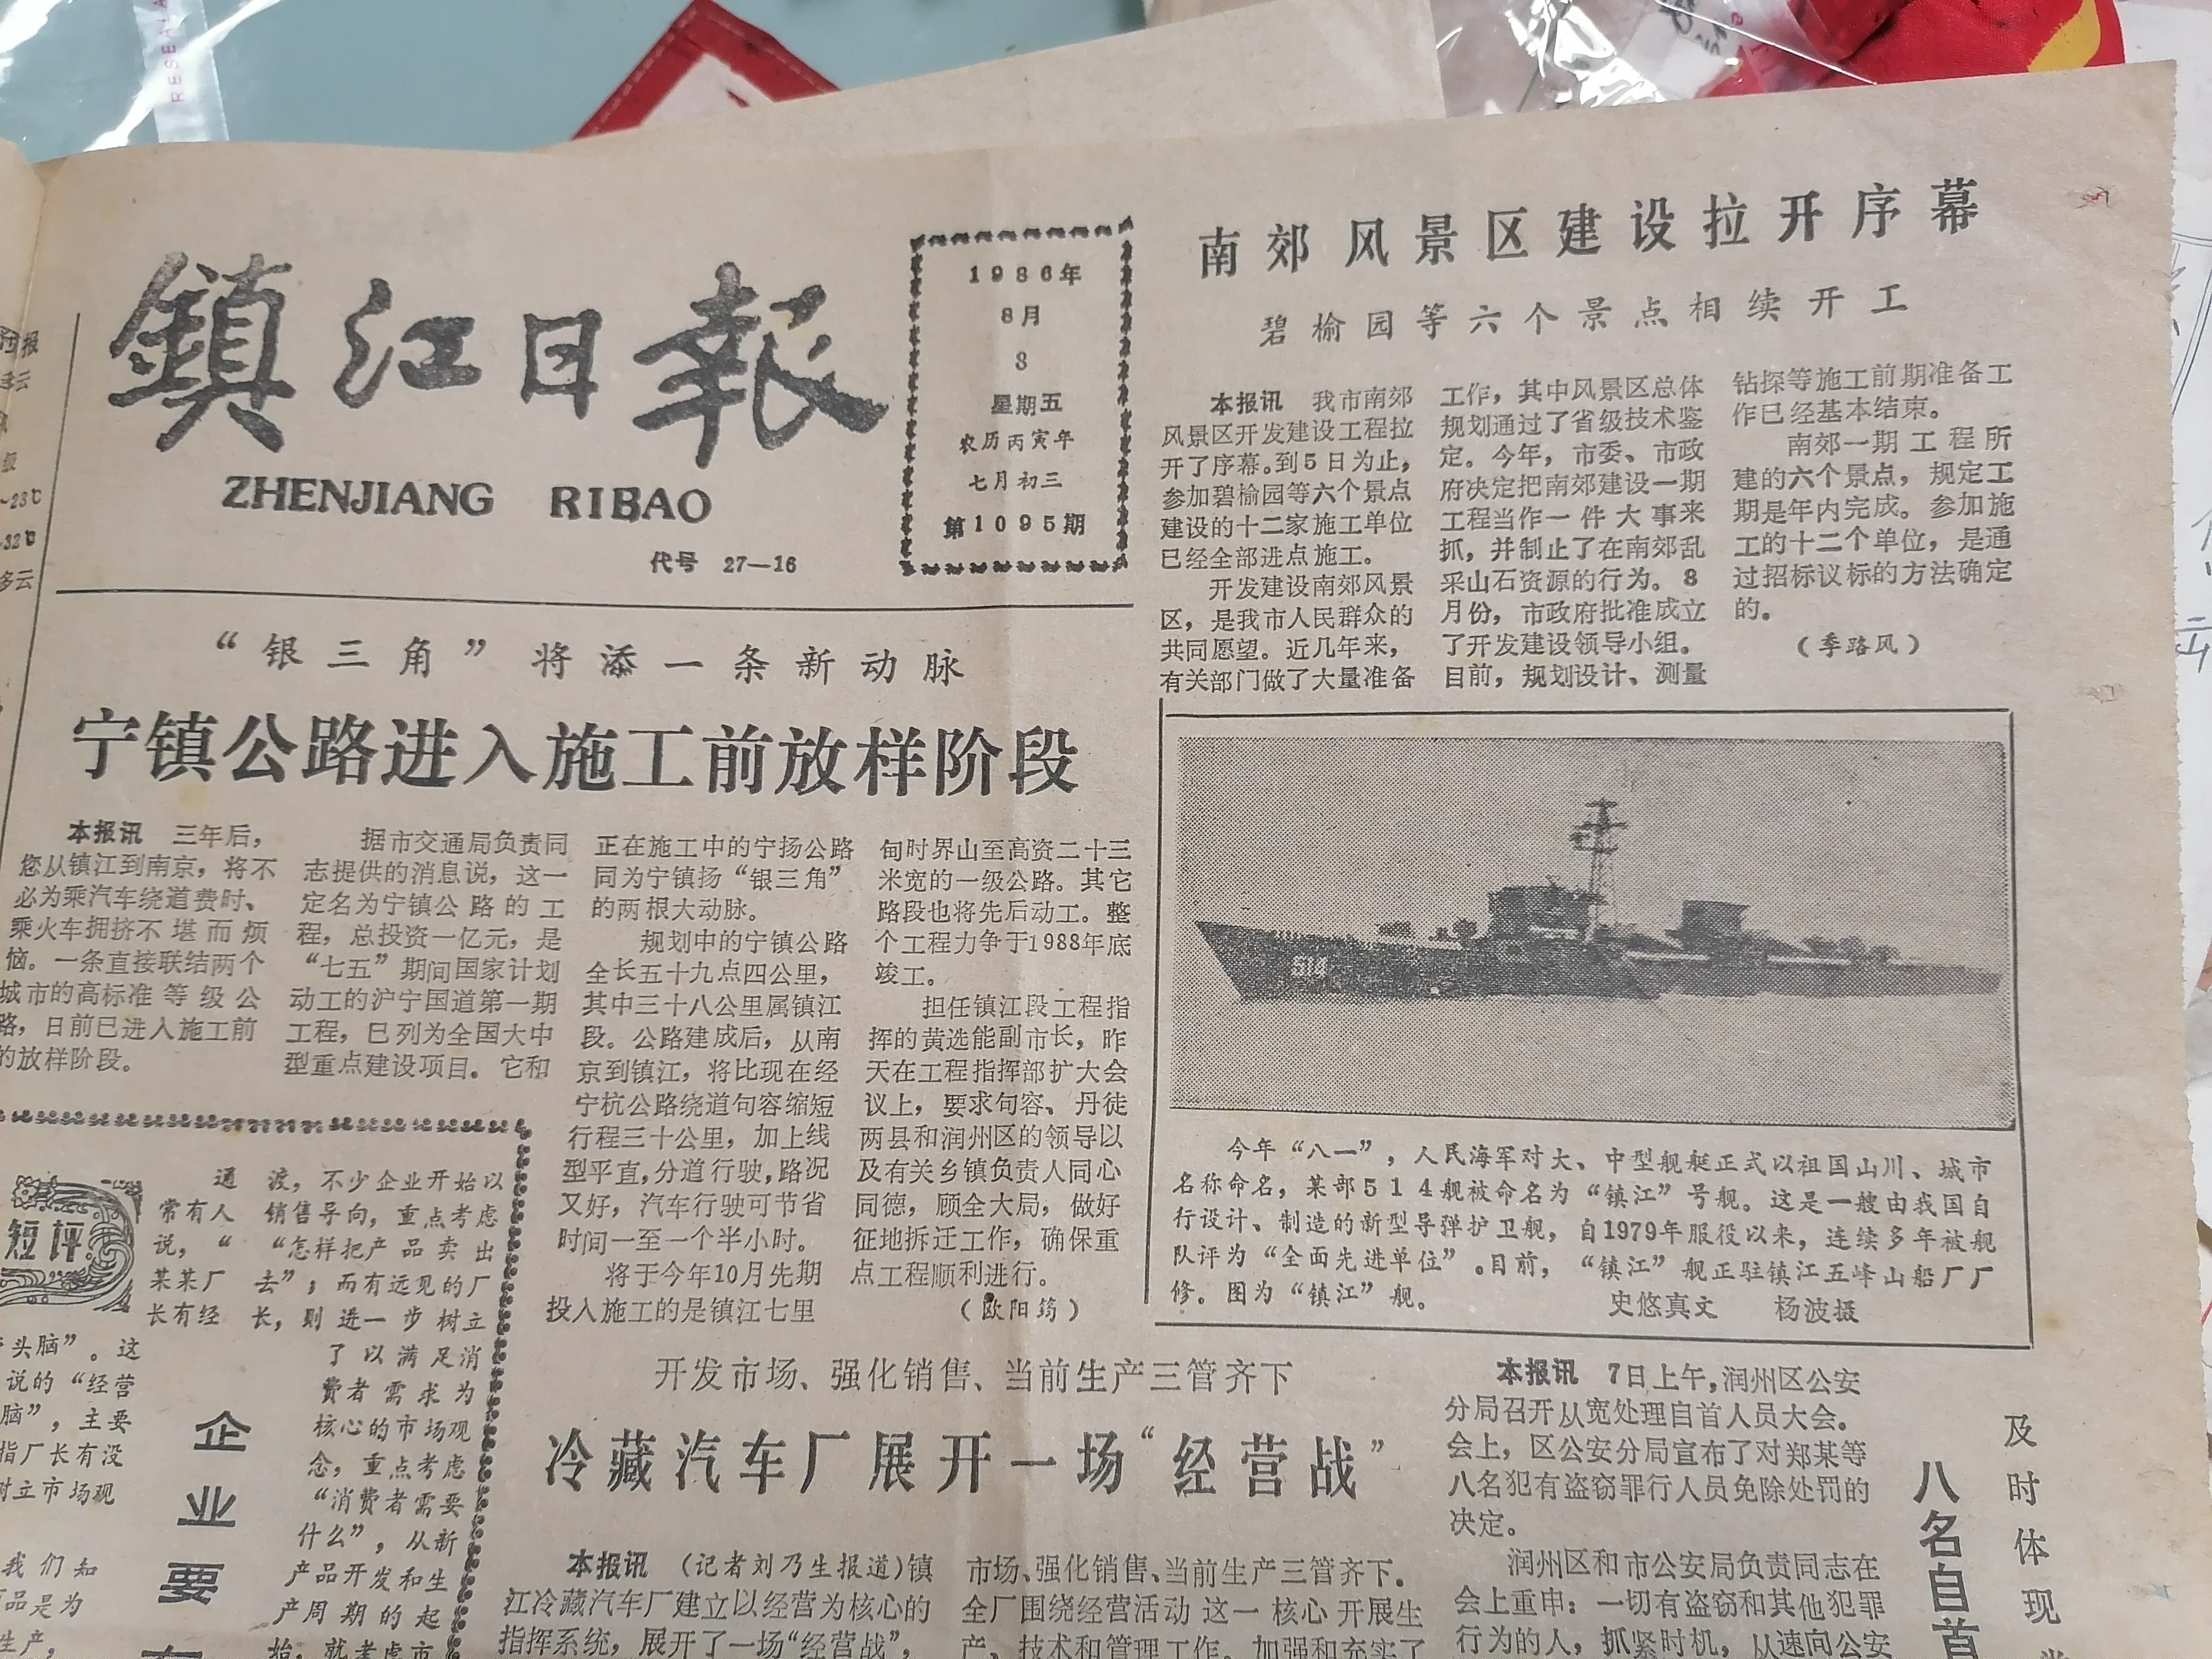 鎮江日報
ZHENJIANG RIBAO
代号 27—16
1986年
8月
8
星期五
农历丙寅年
七月初三
第1095期
南郊风景区建设拉开序幕
碧榆园等六个景点相续开工
本报讯 我市南郊
风景区开发建设工程拉
开了序幕。到5日为止，
参加碧榆园等六个景点
建设的十二家施工单位
已经全部进点施工。
开发建设南郊风景
区，是我市人民群众的
共同愿望。近几年来，
有关部门做了大量准备
工作，其中风景区总体
规划通过了省级技术鉴
定。今年，市委、市政
府决定把南郊建设一期
工程当作一件大事来
抓，并制止了在南郊乱
采山石资源的行为。8
月份，市政府批准成立
了开发建设领导小组。
目前，规划设计、测量
钻探等施工前期准备工
作已经基本结束。
南郊一期工程所
建的六个景点，规定工
期是年内完成。参加施
工的十二个单位，是通
过招标议标的方法确定
的。
（季路风）
“银三角”将添一条新动脉
宁镇公路进入施工前放样阶段
本报讯 三年后，
您从镇江到南京，将不
必为乘汽车绕道费时、
乘火车拥挤不堪而烦
恼。一条直接联结两个
城市的高标准等级公
路，日前已进入施工前
的放样阶段。
据市交通局负责同
志提供的消息说，这一
定名为宁镇公路的工
程，总投资一亿元，是
“七五”期间国家计划
动工的沪宁国道第一期
工程，已列为全国大中
型重点建设项目。它和
正在施工中的宁扬公路
同为宁镇扬“银三角”
的两根大动脉。
规划中的宁镇公路
全长五十九点四公里，
其中三十八公里属镇江
段。公路建成后，从南
京到镇江，将比现在经
宁杭公路绕道句容缩短
行程三十公里，加上线
型平直，分道行驶，路况
又好，汽车行驶可节省
时间一至一个半小时。
将于今年10月先期
投入施工的是镇江七里
甸时界山至高资二十三
米宽的一级公路。其它
路段也将先后动工。整
个工程力争于1988年底
竣工。
担任镇江段工程指
挥的黄选能副市长，昨
天在工程指挥部扩大会
议上，要求句容、丹徒
两县和润州区的领导以
及有关乡镇负责人同心
同德，顾全大局，做好
征地拆迁工作，确保重
点工程顺利进行。
（欧阳筠）
514
今年“八一”，人民海军对大、中型舰艇正式以祖国山川、城市
名称命名，某部514舰被命名为“镇江”号舰。这是一艘由我国自
行设计、制造的新型导弹护卫舰，自1979年服役以来，连续多年被舰
队评为“全面先进单位”。目前，“镇江”舰正驻镇江五峰山船厂厂
修。图为“镇江”舰。
史悠真文 杨波摄
短评
通
常有人
说，“
某某厂
长有经
头脑”。这
说的“经营
脑”，主要
指厂长有没
树立市场观
我们知
品是为
生产，
渡，不少企业开始以
销售导向，重点考虑
“怎样把产品卖出
去”；而有远见的厂
长，则进一步树立
了以满足消
费者需求为
核心的市场观
念，重点考虑
“消费者需要
什么”，从新
产品开发和生
产周期的起
始，就考虑市
企业要
开发市场、强化销售、当前生产三管齐下
冷藏汽车厂展开一场“经营战”
本报讯 （记者刘乃生报道）镇
江冷藏汽车厂建立以经营为核心的
指挥系统，展开了一场“经营战”，
市场、强化销售、当前生产三管齐下。
全厂围绕经营活动这一核心开展生
产、技术和管理工作。加强和充实了
本报讯 7日上午，润州区公安
分局召开从宽处理自首人员大会。
会上，区公安分局宣布了对郑某等
八名犯有盗窃罪行人员免除处罚的
决定。
润州区和市公安局负责同志在
会上重申：一切有盗窃和其他犯罪
行为的人，抓紧时机，从速向公安
及时体现
八名自首
报
~23℃
32℃
多云
RESEALA